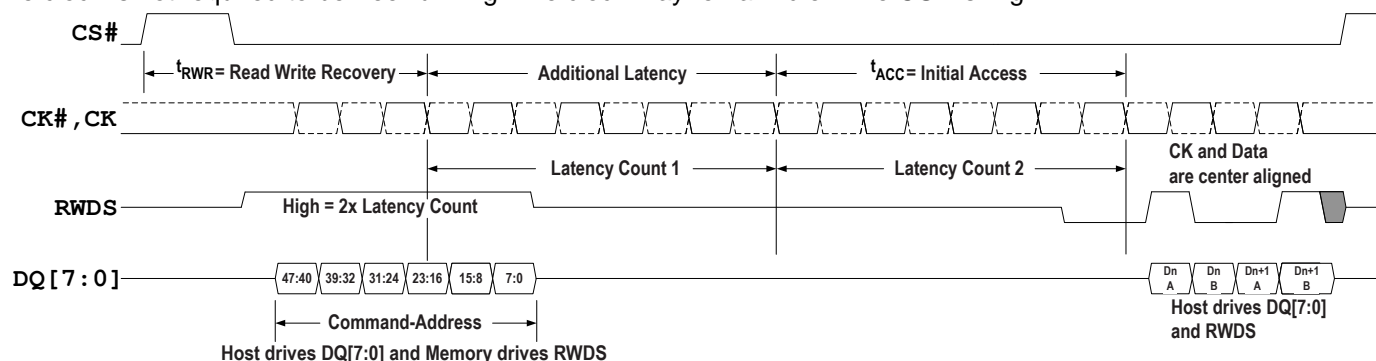 CS#
tRWR= Read Write Recovery
Additional Latency
tACC= Initial Access
CK#,CK
Latency Count 1
Latency Count 2
CK and Data
are center aligned
RWDS
High = 2x Latency Count
DQ[7:0]
47:40 39:32 31:24 23:16 15:8 7:0
Dn A
Dn B
Dn+1 A
Dn+1 B
Command-Address
Host drives DQ[7:0]
and RWDS
Host drives DQ[7:0] and Memory drives RWDS